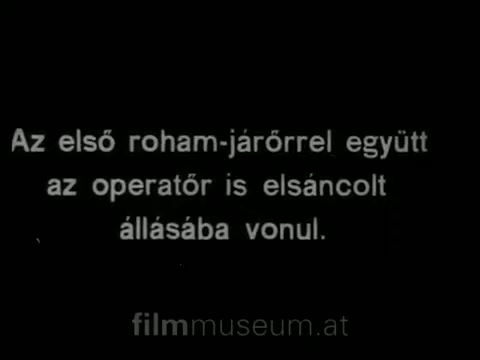 Az első roham-járőrrel együtt
az operatőr is elsáncolt
állásába vonul.
filmmuseum.at